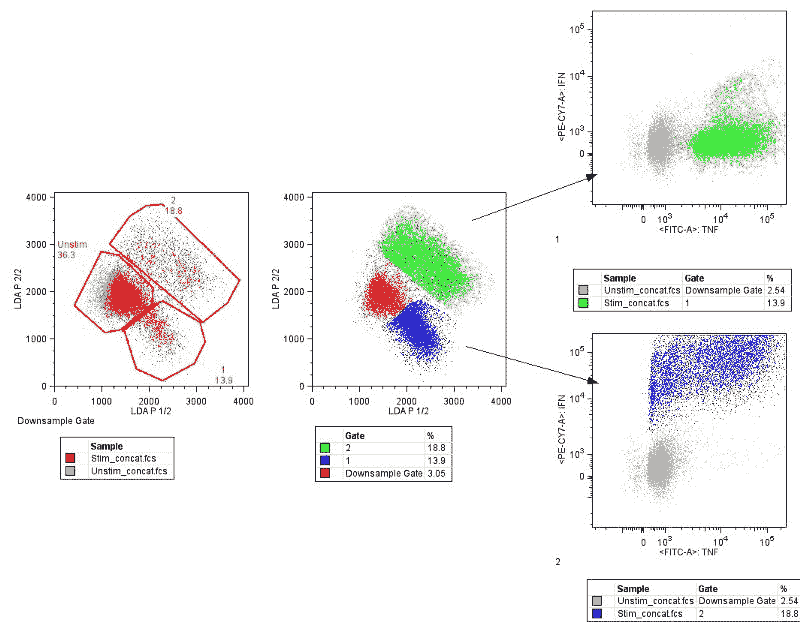 10^5
10^4
10^3
0
<PE-CY7-A>: IFN
0 10^3 10^4 10^5
<FITC-A>: TNF
1
Sample Gate %
Unstim_concat.fcs Downsample Gate 2.54
Stim_concat.fcs 1 13.9
4000
3000
2000
1000
0
LDA P 2/2
2
18.8
Unstim
36.3
1
13.9
0 1000 2000 3000 4000
LDA P 1/2
Downsample Gate
Sample
Stim_concat.fcs
Unstim_concat.fcs
4000
3000
2000
1000
0
LDA P 2/2
0 1000 2000 3000 4000
LDA P 1/2
Gate %
2 18.8
1 13.9
Downsample Gate 3.05
10^5
10^4
10^3
0
<PE-CY7-A>: IFN
0 10^3 10^4 10^5
<FITC-A>: TNF
2
Sample Gate %
Unstim_concat.fcs Downsample Gate 2.54
Stim_concat.fcs 2 18.8